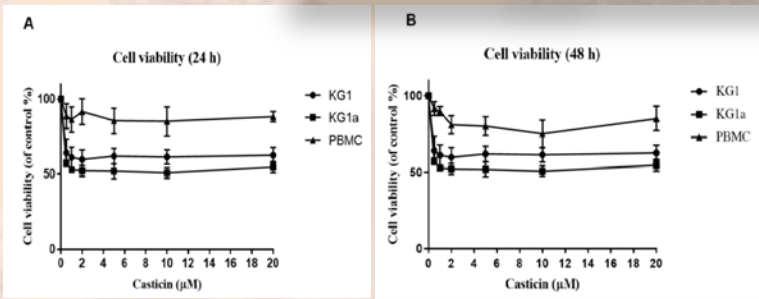 A
Cell viability (24 h)
Cell viability (of control %)
100
50
0
0 2 4 6 8 10 12 14 16 18 20
Casticin (μM)
KG1
KG1a
PBMC
B
Cell viability (48 h)
Cell viability (of control %)
100
50
0
0 2 4 6 8 10 12 14 16 18 20
Casticin (μM)
KG1
KG1a
PBMC